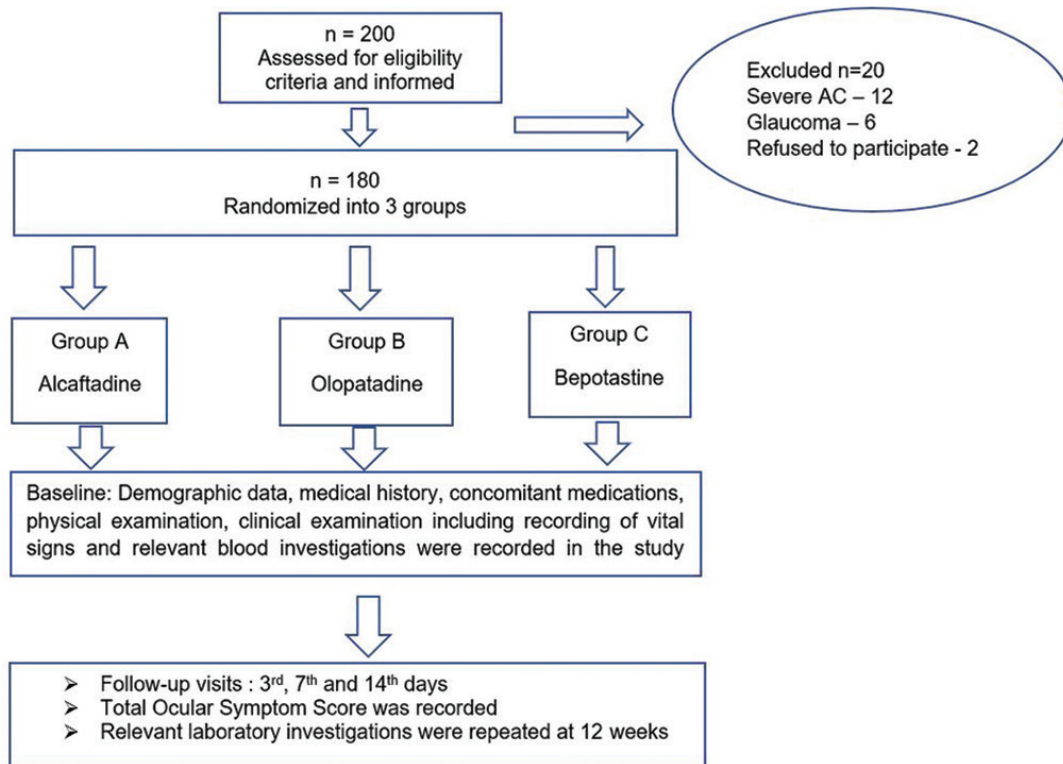 n = 200
Assessed for eligibility
criteria and informed
Excluded n=20
Severe AC – 12
Glaucoma – 6
Refused to participate - 2
n = 180
Randomized into 3 groups
Group A
Alcaftadine
Group B
Olopatadine
Group C
Bepotastine
Baseline: Demographic data, medical history, concomitant medications,
physical examination, clinical examination including recording of vital
signs and relevant blood investigations were recorded in the study
➢ Follow-up visits : 3rd, 7th and 14th days
➢ Total Ocular Symptom Score was recorded
➢ Relevant laboratory investigations were repeated at 12 weeks